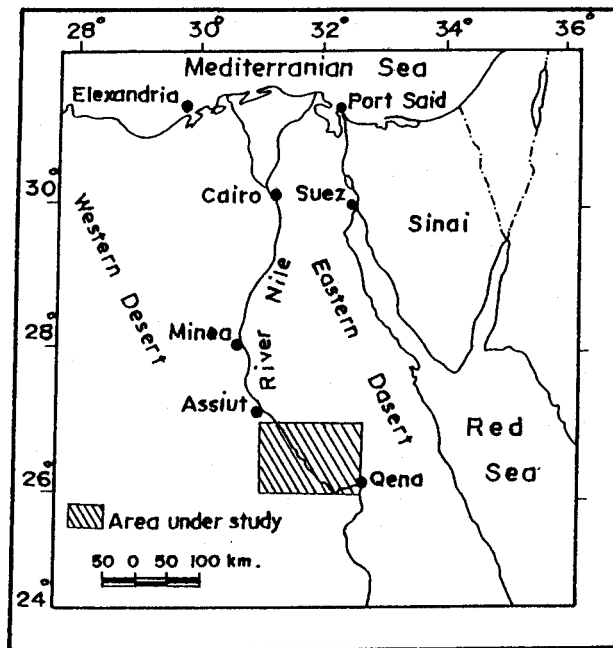 28° 30° 32° 34° 36°
Mediterranian Sea
Elexandria
Port Said
30°
Cairo
Suez
Sinai
Western Desert
River Nile
Eastern Dasert
28°
Minea
Assiut
Red Sea
26°
Qena
Area under study
50 0 50 100 km.
24°